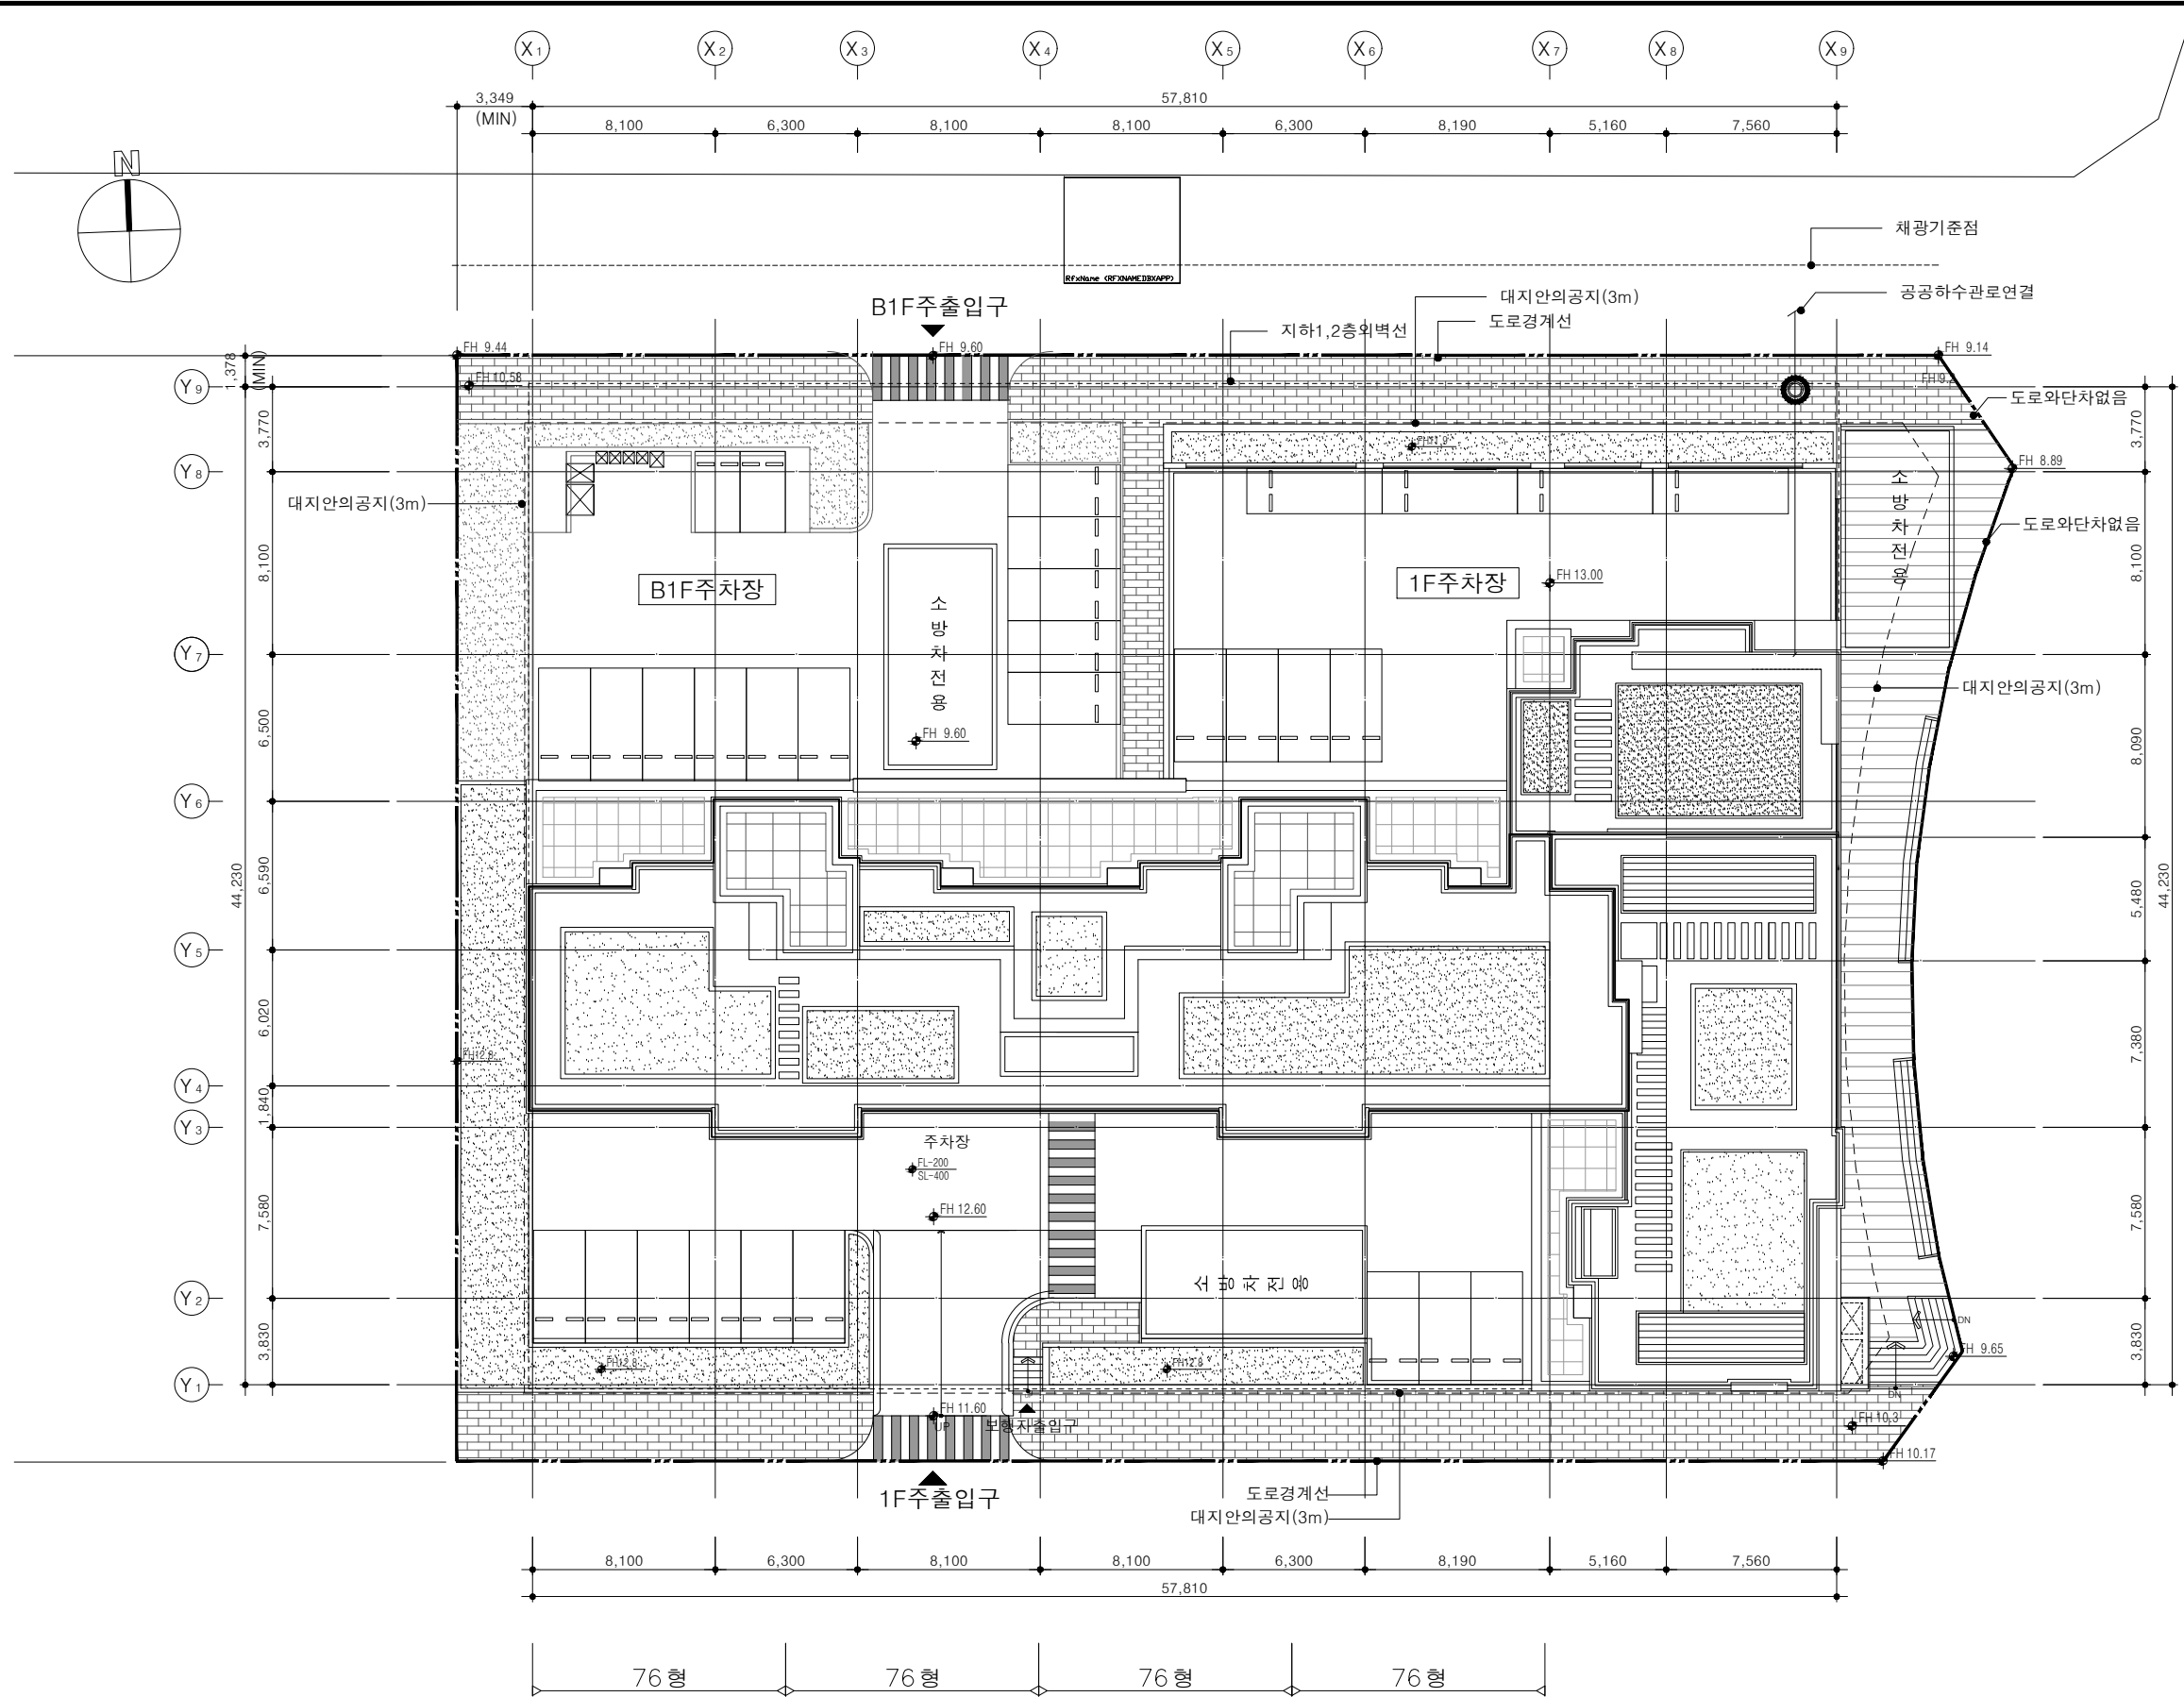 X1 X2 X3 X4 X5 X6 X7 X8 X9
3,349
(MIN)
57,810
8,100 6,300 8,100 8,100 6,300 8,190 5,160 7,560
N
RFxName (RFXNAMEDBXAPP)
채광기준점
공공하수관로연결
대지안의공지(3m)
도로경계선
지하1,2층외벽선
B1F주출입구
FH 9.44
FH 9.60
FH 9.14
FH 10.58
1,378
(MIN)
Y9
Y8
Y7
Y6
Y5
Y4
Y3
Y2
Y1
3,770
8,100
6,500
6,590
6,020
1,840
7,580
3,830
44,230
도로와단차없음
FH 8.89
도로와단차없음
대지안의공지(3m)
소방차전용
B1F주차장
1F주차장
FH 13.00
소방차전용
FH 9.60
대지안의공지(3m)
3,770
8,100
8,090
5,480
7,380
7,580
3,830
44,230
FH12.8
주차장
FL-200
SL-400
FH 12.60
소방차전용
FH12.8
FH12.8
DN
FH 9.65
DN
FH 11.60
UP
보행자출입구
FH 10.3
FH 10.17
1F주출입구
도로경계선
대지안의공지(3m)
8,100 6,300 8,100 8,100 6,300 8,190 5,160 7,560
57,810
76형 76형 76형 76형